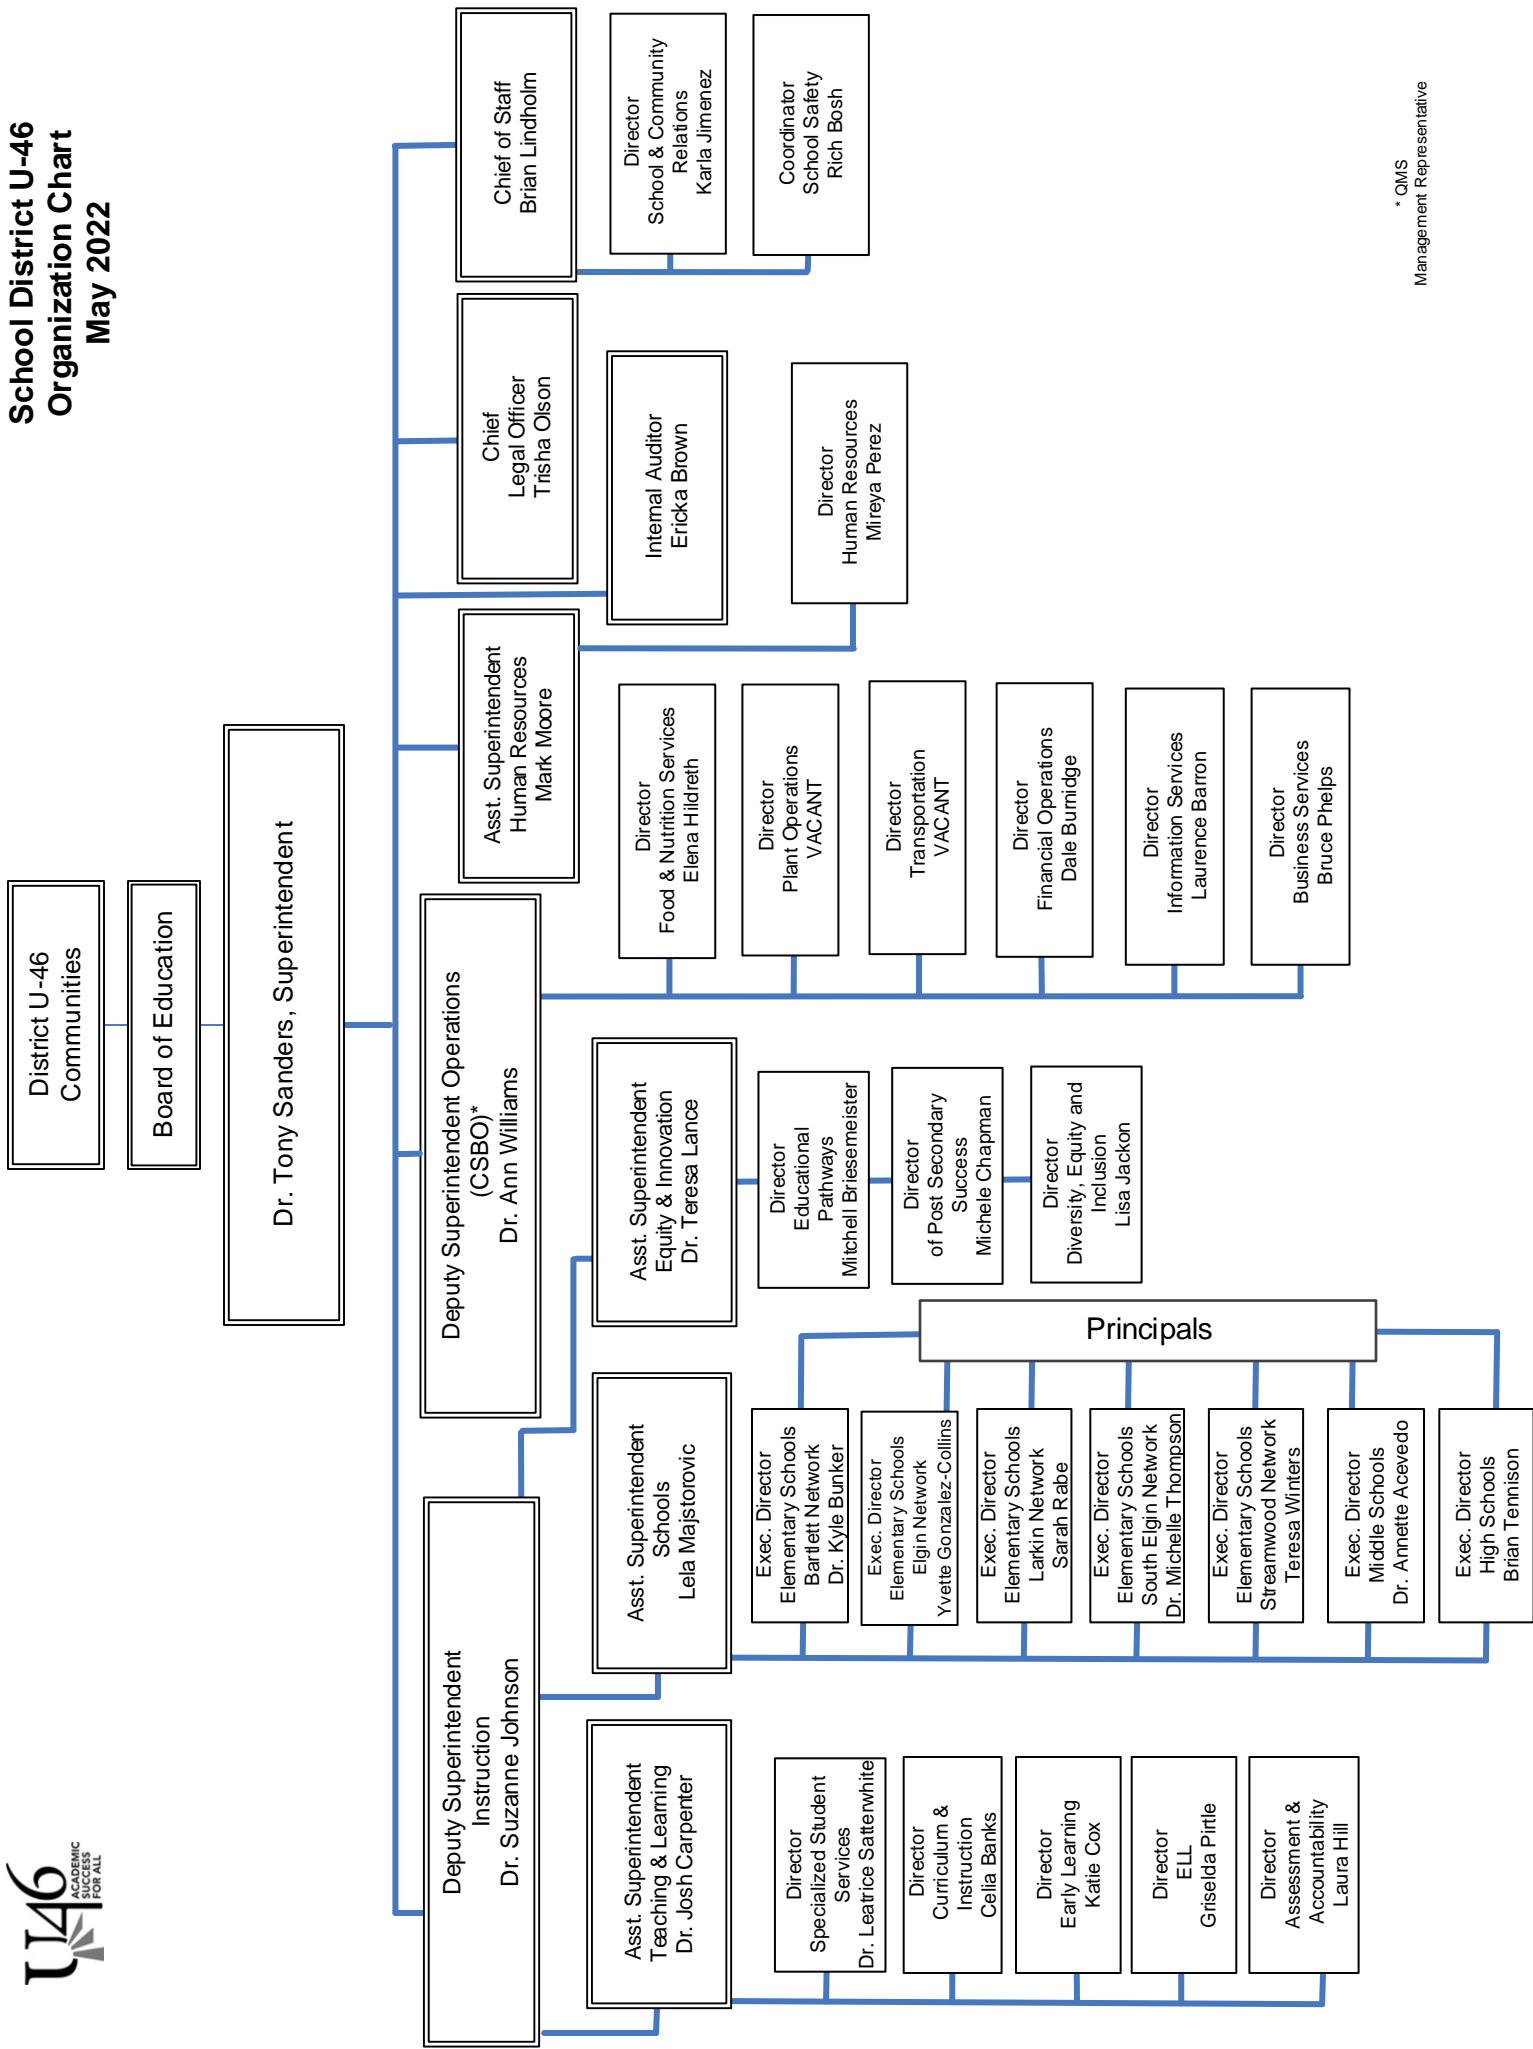 U46
ACADEMIC
SUCCESS
FOR ALL
School District U-46
Organization Chart
May 2022
District U-46
Communities
Board of Education
Dr. Tony Sanders, Superintendent
Deputy Superintendent
Instruction
Dr. Suzanne Johnson
Deputy Superintendent Operations
(CSBO)*
Dr. Ann Williams
Asst. Superintendent
Human Resources
Mark Moore
Chief
Legal Officer
Trisha Olson
Chief of Staff
Brian Lindholm
Internal Auditor
Ericka Brown
Director
School & Community
Relations
Karla Jimenez
Coordinator
School Safety
Rich Bosh
Director
Human Resources
Mireya Perez
Director
Food & Nutrition Services
Elena Hildreth
Director
Plant Operations
VACANT
Director
Transportation
VACANT
Director
Financial Operations
Dale Burnidge
Director
Information Services
Laurence Barron
Director
Business Services
Bruce Phelps
Asst. Superintendent
Teaching & Learning
Dr. Josh Carpenter
Asst. Superintendent
Schools
Lela Majstorovic
Asst. Superintendent
Equity & Innovation
Dr. Teresa Lance
Director
Educational
Pathways
Mitchell Briesemeister
Director
of Post Secondary
Success
Michele Chapman
Director
Diversity, Equity and
Inclusion
Lisa Jackon
Exec. Director
Elementary Schools
Bartlett Network
Dr. Kyle Bunker
Exec. Director
Elementary Schools
Elgin Network
Yvette Gonzalez-Collins
Exec. Director
Elementary Schools
Larkin Network
Sarah Rabe
Exec. Director
Elementary Schools
South Elgin Network
Dr. Michelle Thompson
Exec. Director
Elementary Schools
Streamwood Network
Teresa Winters
Exec. Director
Middle Schools
Dr. Annette Acevedo
Exec. Director
High Schools
Brian Tennison
Principals
Director
Specialized Student
Services
Dr. Leatrice Satterwhite
Director
Curriculum &
Instruction
Celia Banks
Director
Early Learning
Katie Cox
Director
ELL
Griselda Pirtle
Director
Assessment &
Accountability
Laura Hill
* QMS
Management Representative